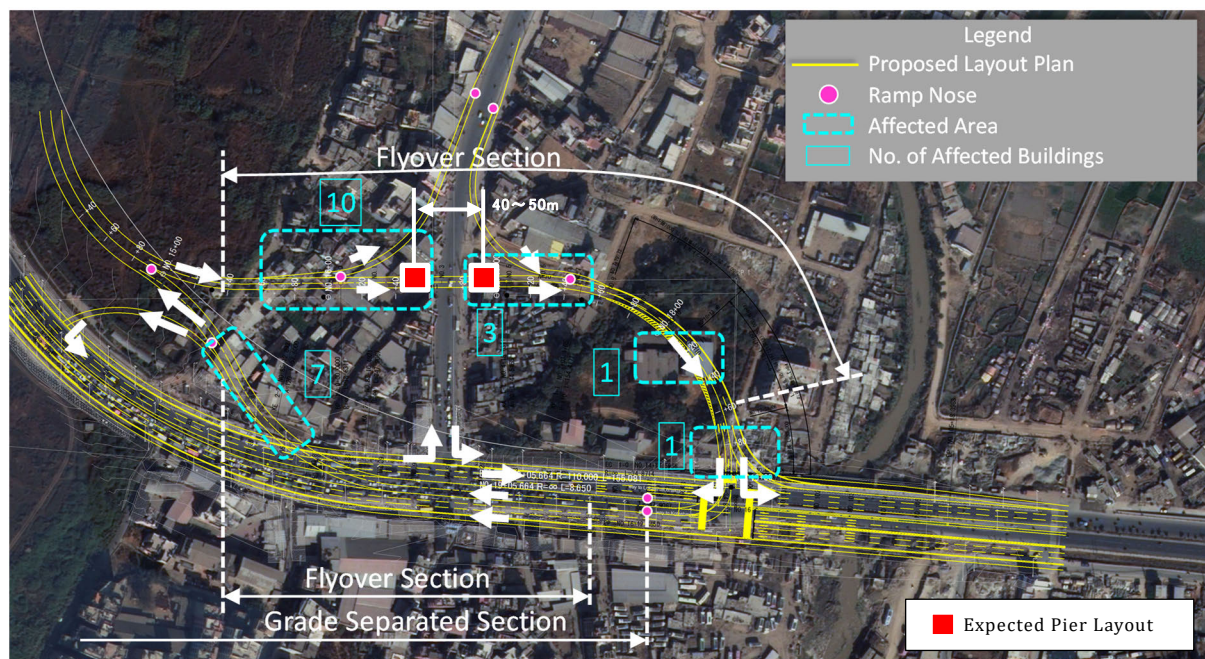 Legend
Proposed Layout Plan
Ramp Nose
Affected Area
No. of Affected Buildings
Flyover Section
10
40~50m
3
1
7
1
Flyover Section
Grade Separated Section
Expected Pier Layout